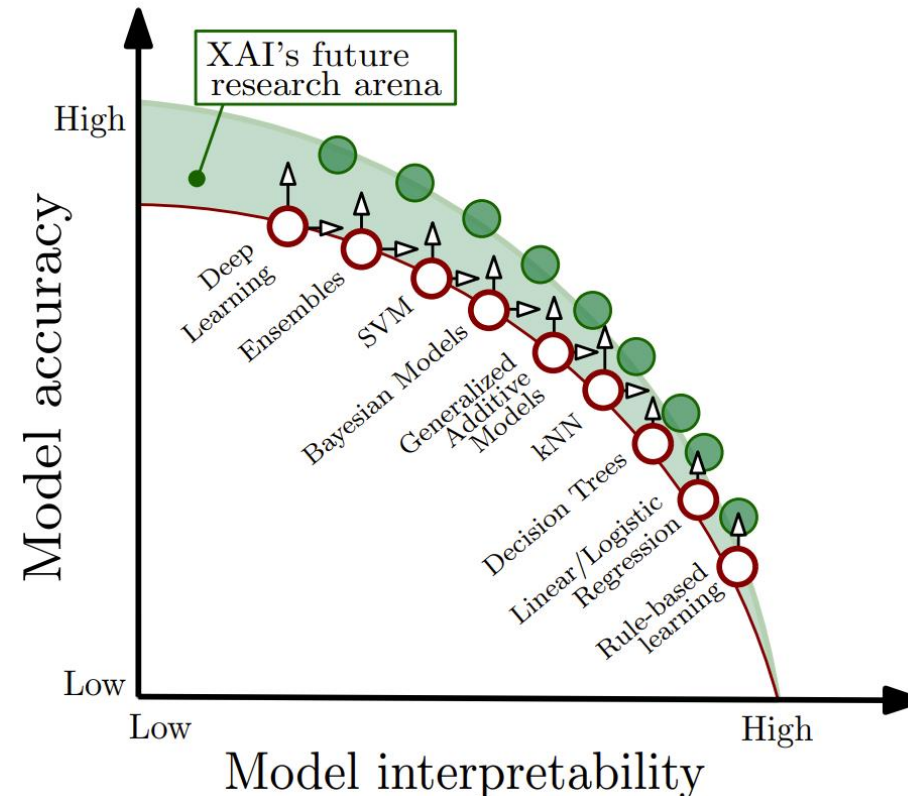 XAI's future
research arena
High
Model accuracy
Deep
Learning
Ensembles
SVM
Bayesian Models
Generalized
Additive
Models
kNN
Decision Trees
Linear/Logistic
Regression
Rule-based
learning
Low
Low
High
Model interpretability